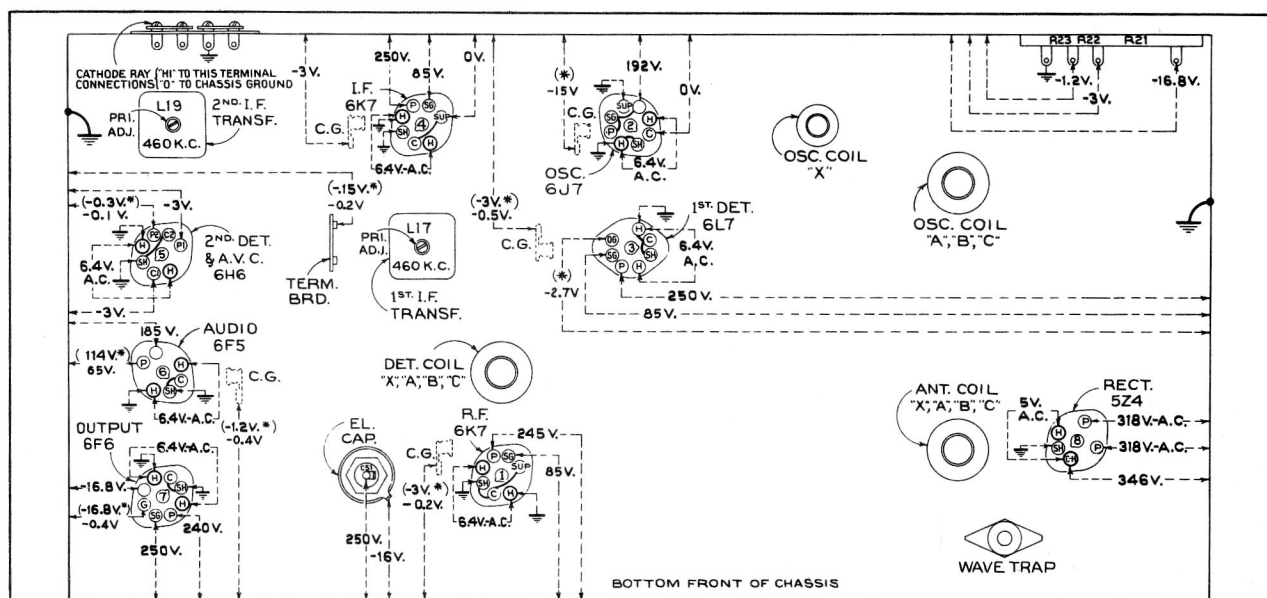 R23 R22 R21
-1.2V.
-3V.
-16.8V.
CATHODE RAY { "HI" TO THIS TERMINAL
CONNECTIONS { "O" TO CHASSIS GROUND
PRI.
ADJ.
L19
460 K.C.
2ND. I.F.
TRANSF.
-3V.
C.G.
250V.
85V.
0V.
I.F.
6K7
P SG SUP H 4 SH C H
6.4V.-A.C.
(*)
-15V
C.G.
192V.
0V.
SUP SG 2 H P C H SH
OSC.
6J7
6.4V.
A.C.
OSC. COIL
"X"
OSC. COIL
"A","B","C"
(-0.3V.*)
-0.1 V.
-3V.
P2 C2 H P1 5 SH C1 H
6.4V.
A.C.
2ND. DET.
& A.V.C.
6H6
-3V.
(-.15V.*)
-0.2V
TERM.
BRD.
PRI.
ADJ.
L17
460 K.C.
1ST. I.F.
TRANSF.
(-3V.*)
-0.5V.
C.G.
(*)
-2.7V
H OG C 3 SG SH P H
1ST. DET.
6L7
6.4V.
A.C.
250V.
85V.
185V.
AUDIO
6F5
(114V.*)
65V.
P 6 H C H SH
6.4V.-A.C.
C.G.
(-1.2V.*)
-0.4V
DET. COIL
"X","A","B","C"
ANT. COIL
"X","A","B","C"
RECT.
5Z4
5V.
A.C.
P H 8 SH P C-H
318V.-A.C.
318V.-A.C.
346V.
OUTPUT
6F6
6.4V.-A.C.
-16.8V.
(-16.8V.*)
-0.4V
H C SH 7 H G SG P
250V.
240V.
EL.
CAP.
C51
250V.
-16V.
R.F.
6K7
C.G.
(-3V.*)
-0.2V.
P SG SUP H 1 SH C H
245V.
85V.
6.4V.-A.C.
WAVE TRAP
BOTTOM FRONT OF CHASSIS